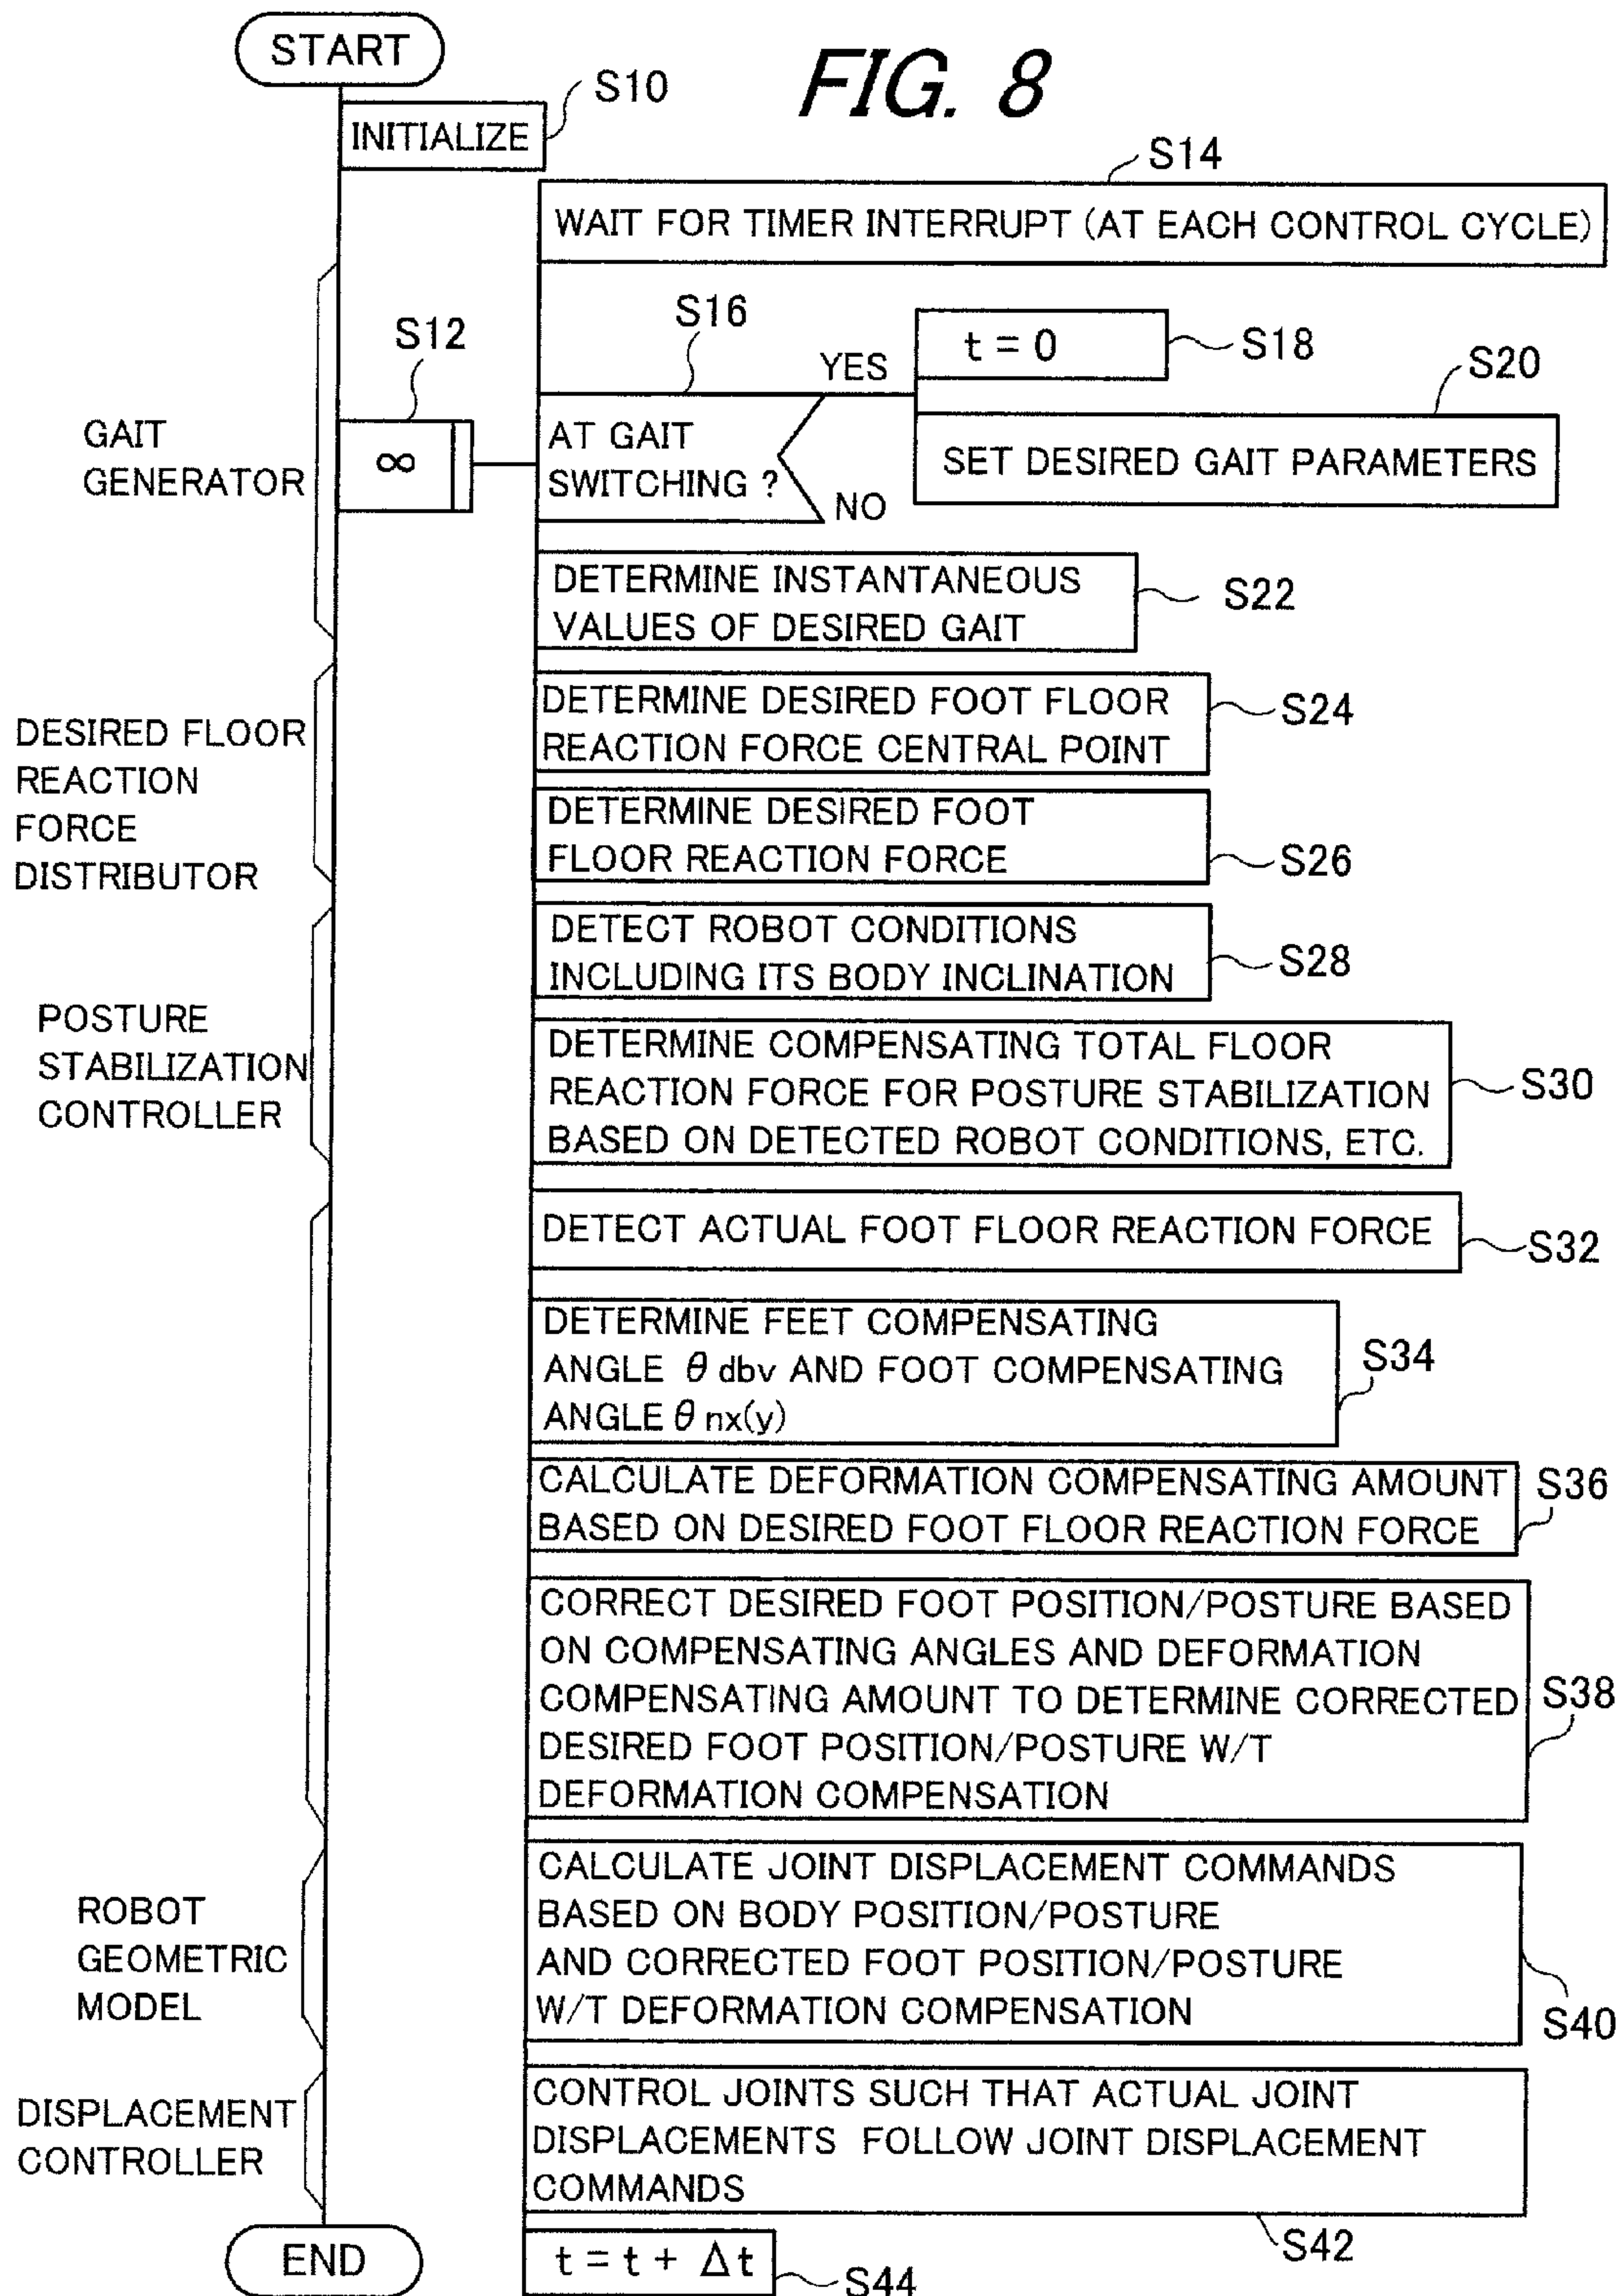 START
FIG. 8
S10
INITIALIZE
S14
WAIT FOR TIMER INTERRUPT (AT EACH CONTROL CYCLE)
S12
S16
YES
t = 0
S18
S20
GAIT
GENERATOR
∞
AT GAIT
SWITCHING ?
NO
SET DESIRED GAIT PARAMETERS
DETERMINE INSTANTANEOUS
VALUES OF DESIRED GAIT
S22
DESIRED FLOOR
REACTION
FORCE
DISTRIBUTOR
DETERMINE DESIRED FOOT FLOOR
REACTION FORCE CENTRAL POINT
S24
DETERMINE DESIRED FOOT
FLOOR REACTION FORCE
S26
POSTURE
STABILIZATION
CONTROLLER
DETECT ROBOT CONDITIONS
INCLUDING ITS BODY INCLINATION
S28
DETERMINE COMPENSATING TOTAL FLOOR
REACTION FORCE FOR POSTURE STABILIZATION
BASED ON DETECTED ROBOT CONDITIONS, ETC.
S30
DETECT ACTUAL FOOT FLOOR REACTION FORCE
S32
DETERMINE FEET COMPENSATING
ANGLE θ dbv AND FOOT COMPENSATING
ANGLE θ nx(y)
S34
CALCULATE DEFORMATION COMPENSATING AMOUNT
BASED ON DESIRED FOOT FLOOR REACTION FORCE
S36
CORRECT DESIRED FOOT POSITION/POSTURE BASED
ON COMPENSATING ANGLES AND DEFORMATION
COMPENSATING AMOUNT TO DETERMINE CORRECTED
DESIRED FOOT POSITION/POSTURE W/T
DEFORMATION COMPENSATION
S38
ROBOT
GEOMETRIC
MODEL
CALCULATE JOINT DISPLACEMENT COMMANDS
BASED ON BODY POSITION/POSTURE
AND CORRECTED FOOT POSITION/POSTURE
W/T DEFORMATION COMPENSATION
S40
DISPLACEMENT
CONTROLLER
CONTROL JOINTS SUCH THAT ACTUAL JOINT
DISPLACEMENTS FOLLOW JOINT DISPLACEMENT
COMMANDS
S42
END
t = t + Δt
S44